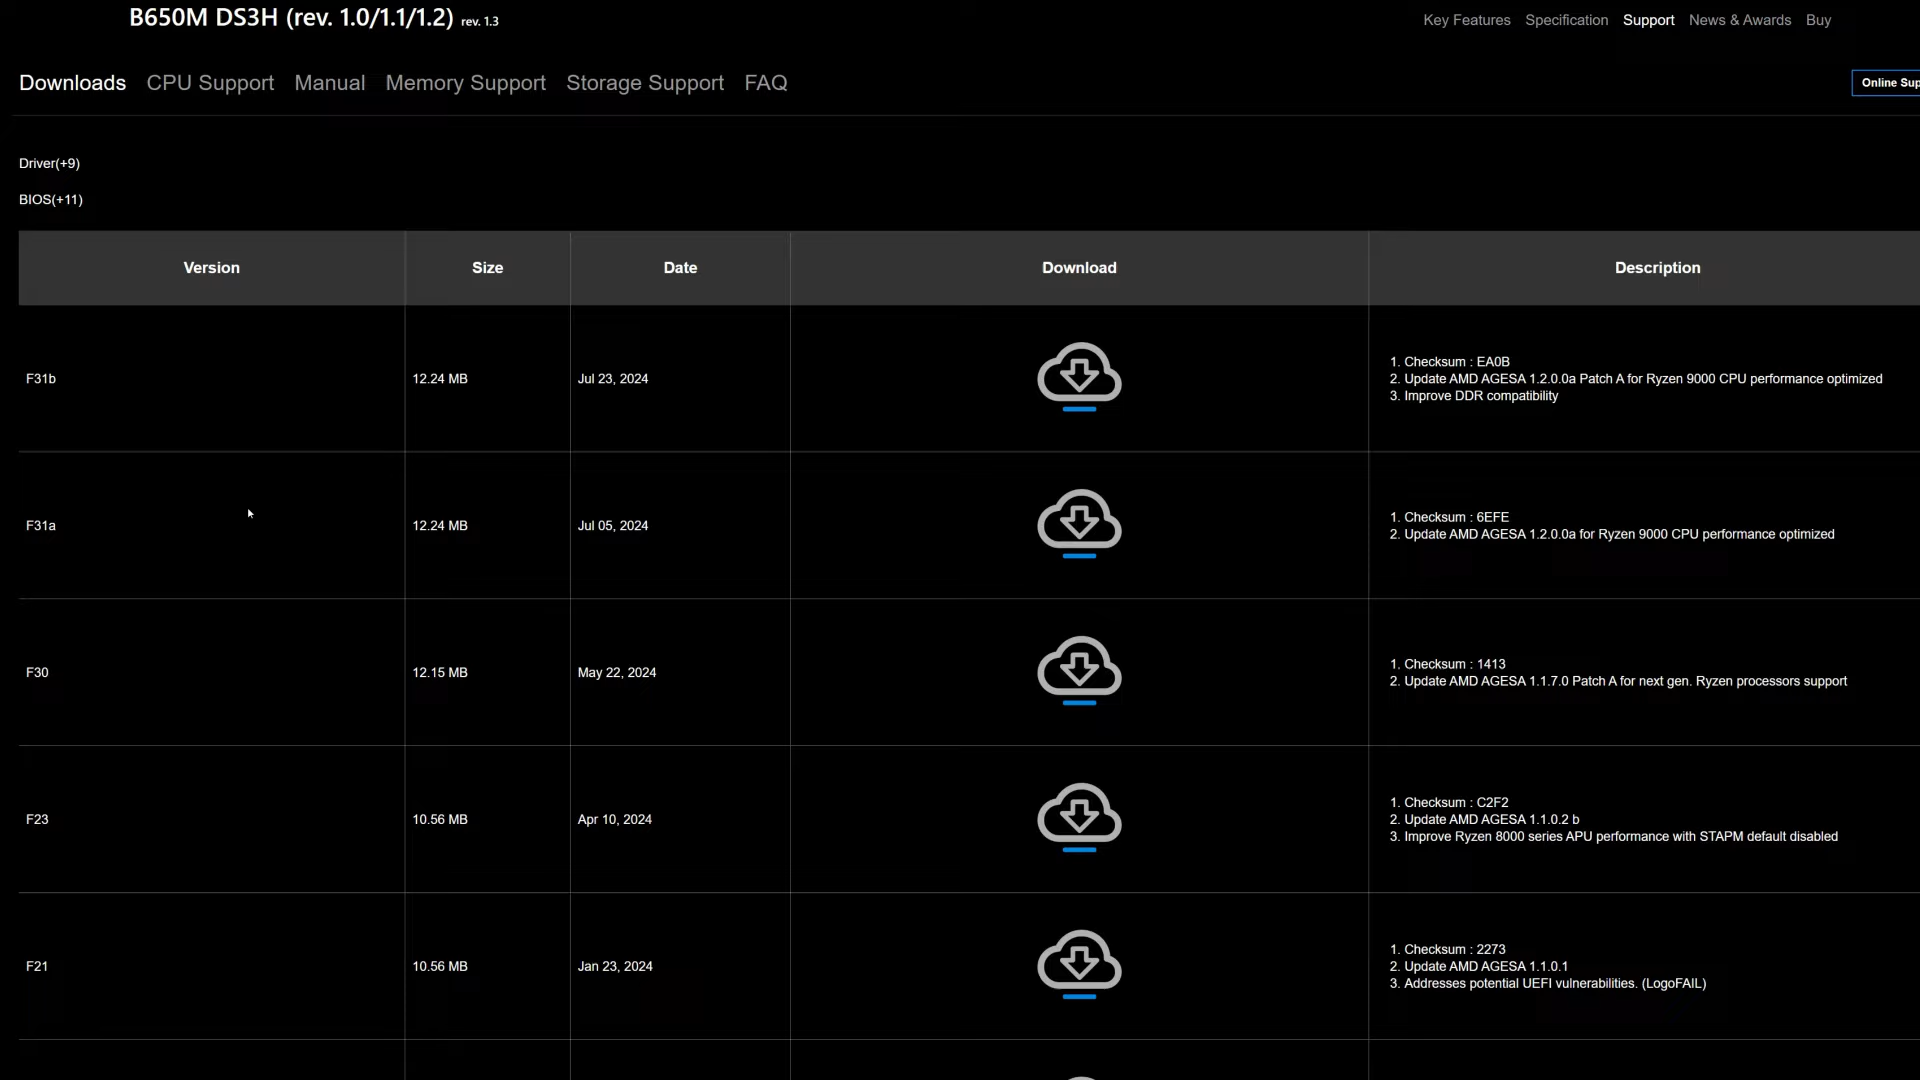 B650M DS3H (rev. 1.0/1.1/1.2) rev. 1.3
Key Features Specification Support News & Awards Buy
Downloads CPU Support Manual Memory Support Storage Support FAQ
Online Sup
Driver(+9)
BIOS(+11)
Version Size Date Download Description
F31b 12.24 MB Jul 23, 2024
1. Checksum : EA0B
2. Update AMD AGESA 1.2.0.0a Patch A for Ryzen 9000 CPU performance optimized
3. Improve DDR compatibility
F31a 12.24 MB Jul 05, 2024
1. Checksum : 6EFE
2. Update AMD AGESA 1.2.0.0a for Ryzen 9000 CPU performance optimized
F30 12.15 MB May 22, 2024
1. Checksum : 1413
2. Update AMD AGESA 1.1.7.0 Patch A for next gen. Ryzen processors support
F23 10.56 MB Apr 10, 2024
1. Checksum : C2F2
2. Update AMD AGESA 1.1.0.2 b
3. Improve Ryzen 8000 series APU performance with STAPM default disabled
F21 10.56 MB Jan 23, 2024
1. Checksum : 2273
2. Update AMD AGESA 1.1.0.1
3. Addresses potential UEFI vulnerabilities. (LogoFAIL)